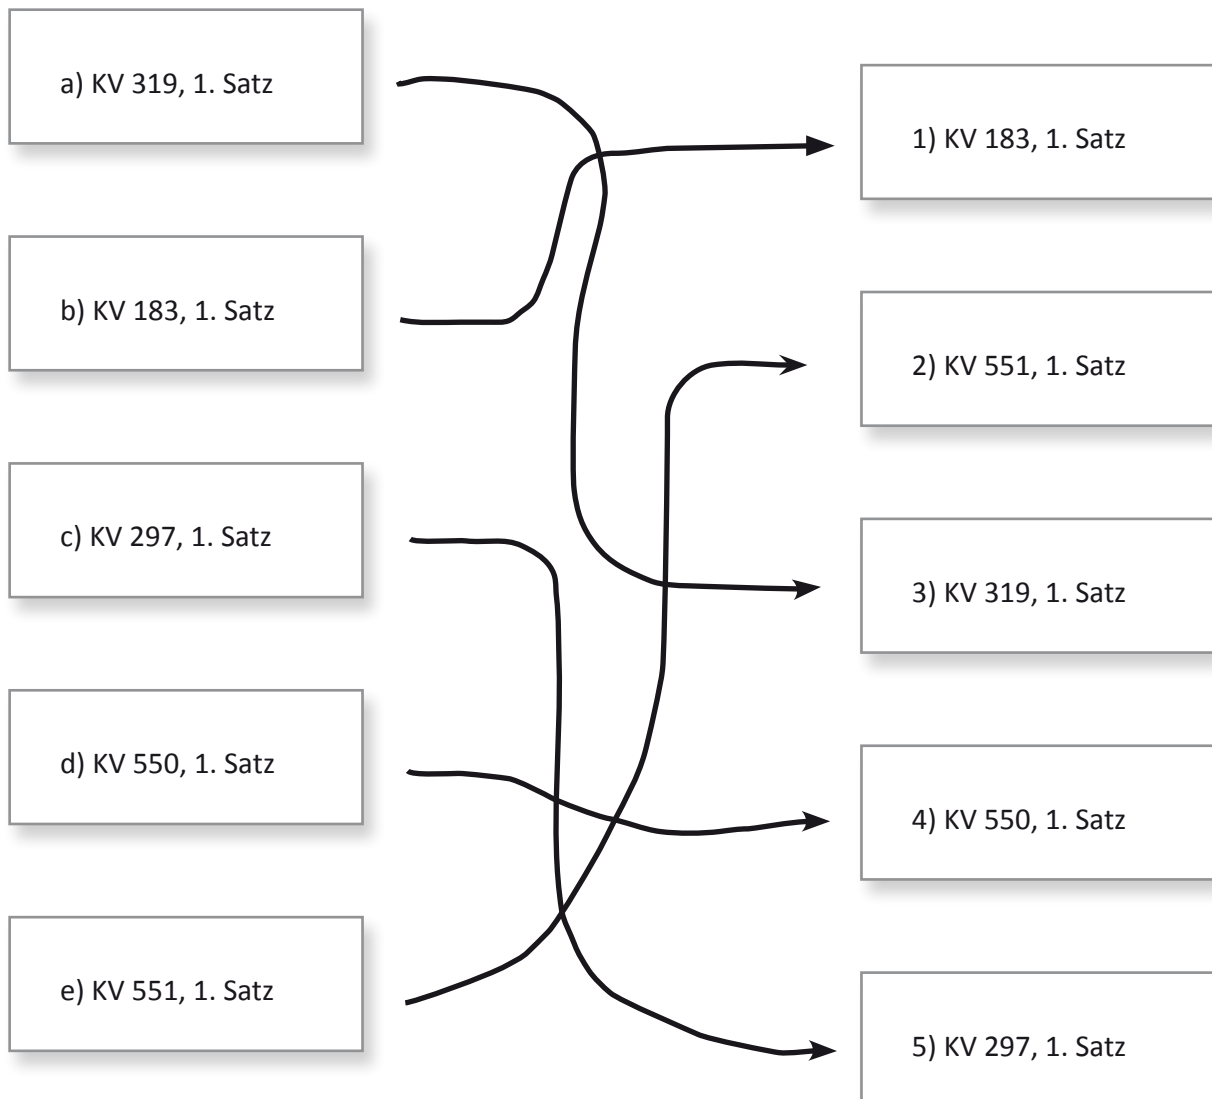 a) KV 319, 1. Satz
b) KV 183, 1. Satz
c) KV 297, 1. Satz
d) KV 550, 1. Satz
e) KV 551, 1. Satz
1) KV 183, 1. Satz
2) KV 551, 1. Satz
3) KV 319, 1. Satz
4) KV 550, 1. Satz
5) KV 297, 1. Satz